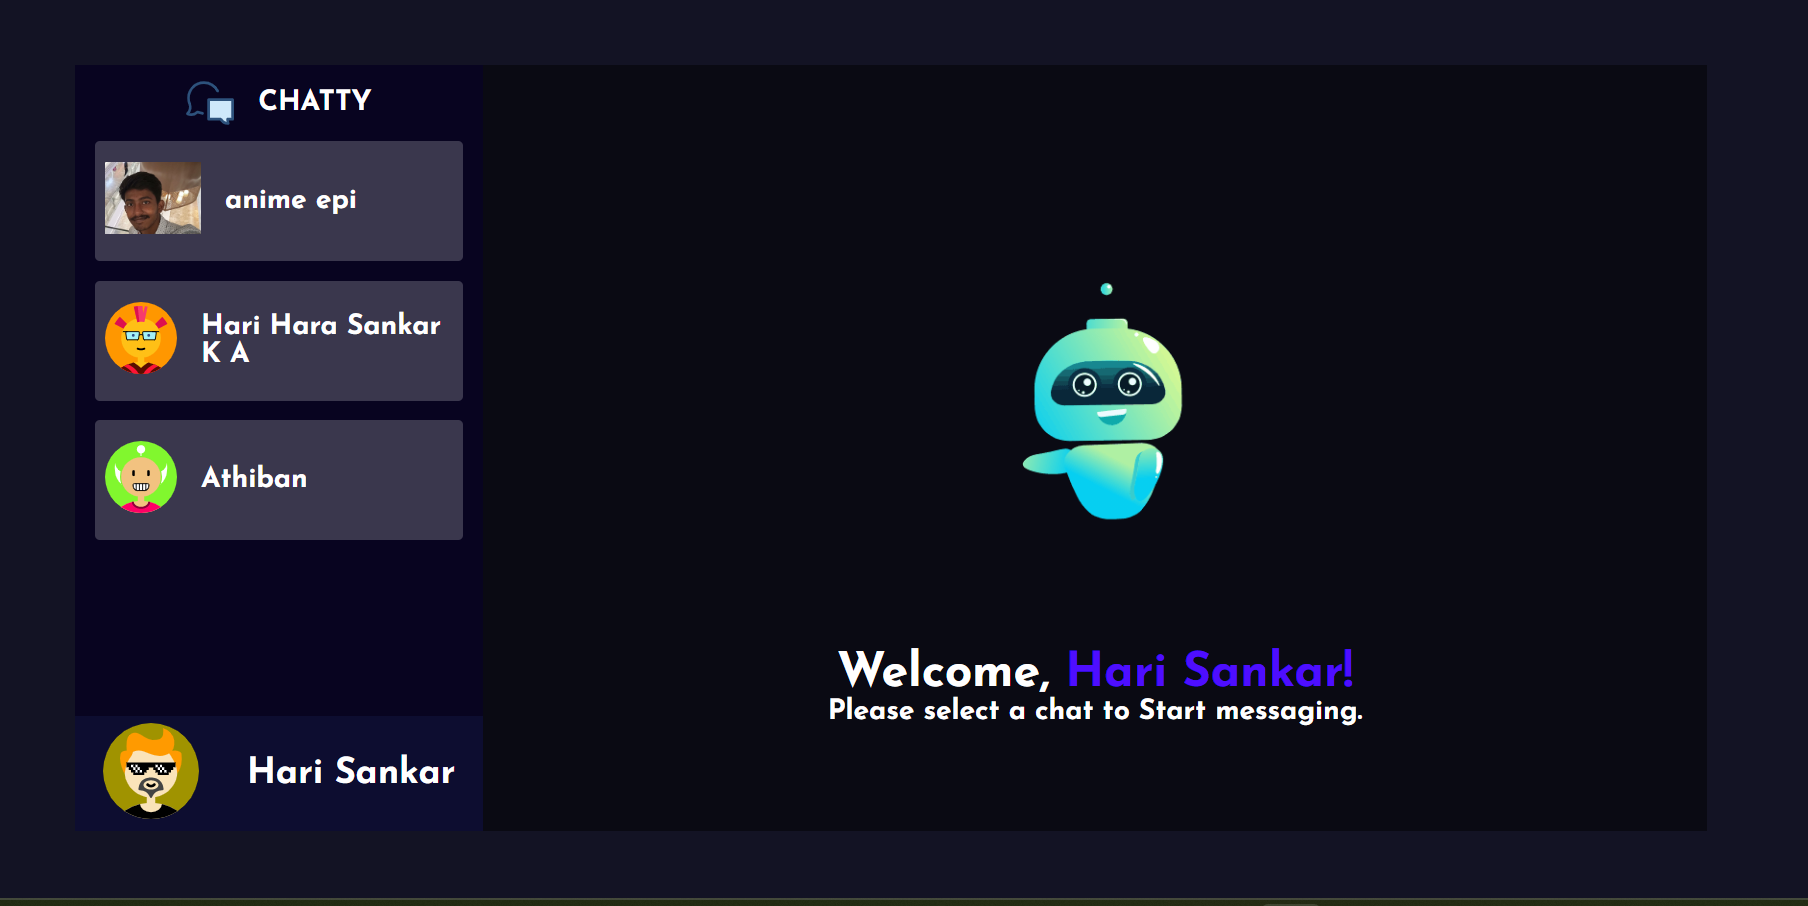 CHATTY
anime epi
Hari Hara Sankar
K A
Athiban
Hari Sankar
Welcome, Hari Sankar!
Please select a chat to Start messaging.